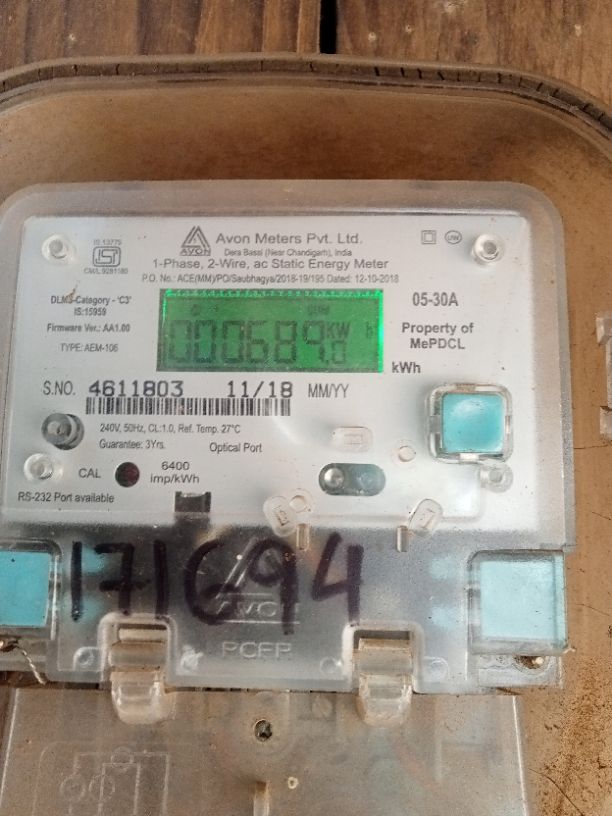 IS:13779
CM/L 9281180
AVON
Avon Meters Pvt. Ltd.
Dera Bassi (Near Chandigarh), India
1-Phase, 2-Wire, ac Static Energy Meter
P.O. No.: ACE(MM)/PO/Saubhagya/2018-19/195 Dated: 12-10-2018
DLMS-Category - 'C3'
IS:15959
Firmware Ver.: AA1.00
TYPE: AEM-106
05-30A
Property of
MePDCL
kWh
S.NO. 4611803 11/18 MM/YY
240V, 50Hz, CL:1.0, Ref. Temp. 27°C
Guarantee: 3Yrs.
Optical Port
CAL
6400
imp/kWh
RS-232 Port available
171694
AVON